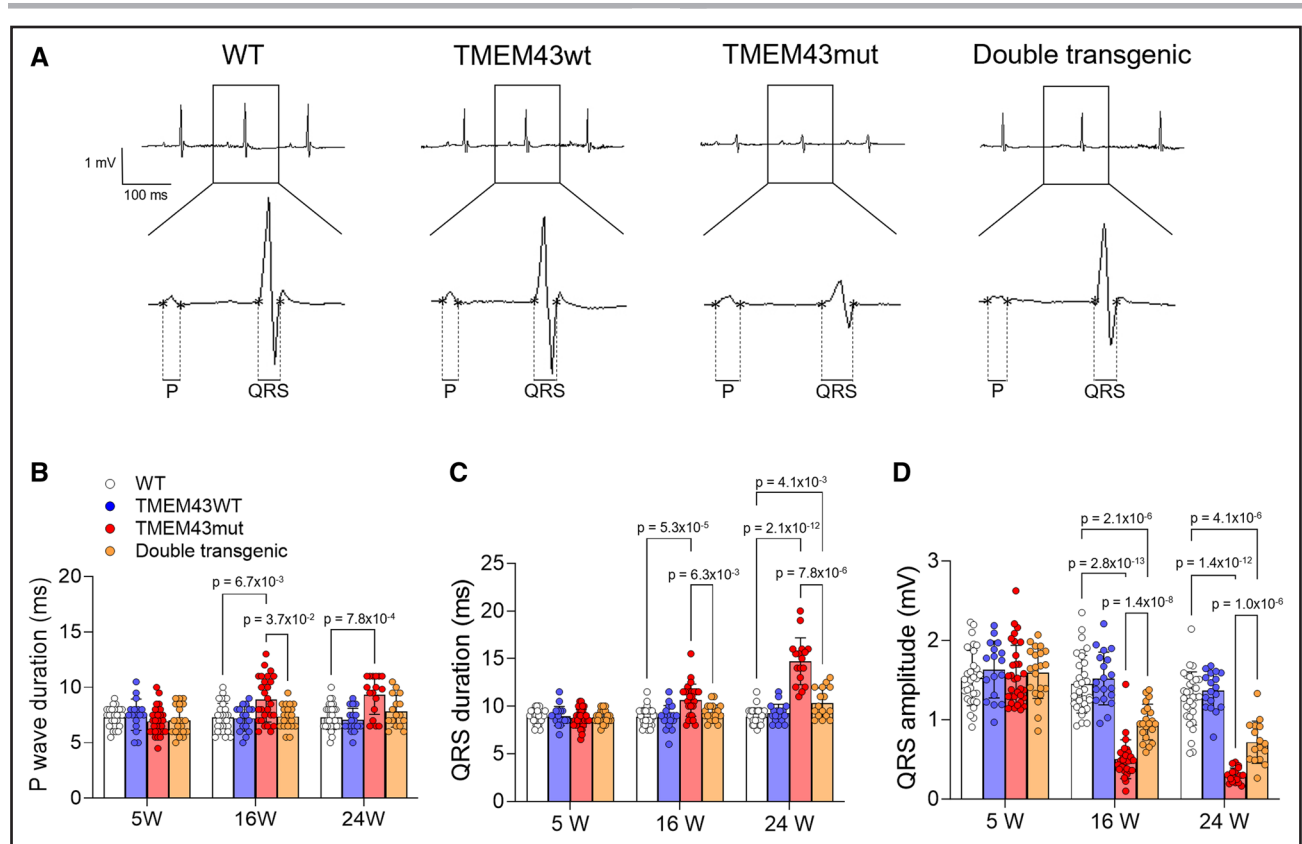 A
WT
TMEM43wt
TMEM43mut
Double transgenic
1 mV
100 ms
P
QRS
P
QRS
P
QRS
P
QRS
B
WT
TMEM43WT
TMEM43mut
Double transgenic
P wave duration (ms)
20
15
10
5
0
p = 6.7x10⁻³
p = 3.7x10⁻²
p = 7.8x10⁻⁴
5W
16W
24W
C
QRS duration (ms)
25
20
15
10
5
0
p = 5.3x10⁻⁵
p = 6.3x10⁻³
p = 4.1x10⁻³
p = 2.1x10⁻¹²
p = 7.8x10⁻⁶
5 W
16 W
24 W
D
QRS amplitude (mV)
3
2
1
0
p = 2.1x10⁻⁶
p = 2.8x10⁻¹³
p = 1.4x10⁻⁸
p = 4.1x10⁻⁶
p = 1.4x10⁻¹²
p = 1.0x10⁻⁶
5 W
16 W
24 W